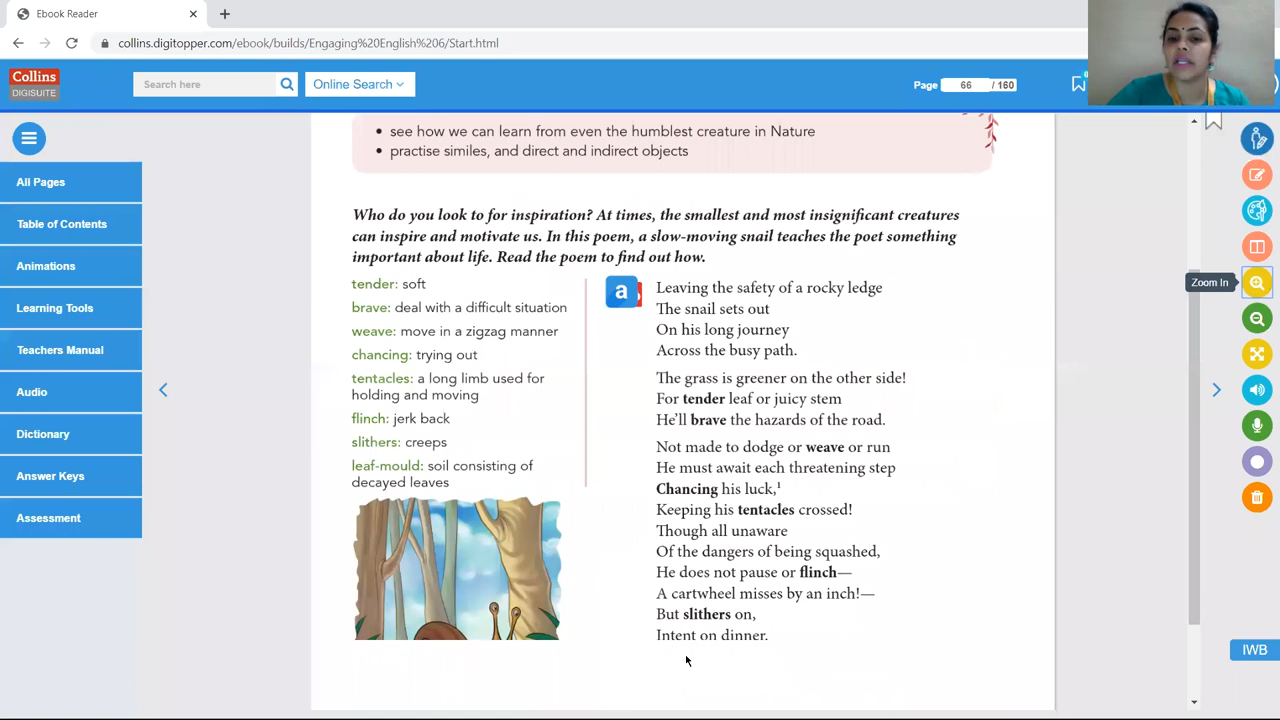 Ebook Reader
collins.digitopper.com/ebook/builds/Engaging%20English%206/Start.html
Collins
DIGISUITE
Search here
Online Search
Page 66 / 160
All Pages
Table of Contents
Animations
Learning Tools
Teachers Manual
Audio
Dictionary
Answer Keys
Assessment
• see how we can learn from even the humblest creature in Nature
• practise similes, and direct and indirect objects
Who do you look to for inspiration? At times, the smallest and most insignificant creatures
can inspire and motivate us. In this poem, a slow-moving snail teaches the poet something
important about life. Read the poem to find out how.
tender: soft
brave: deal with a difficult situation
weave: move in a zigzag manner
chancing: trying out
tentacles: a long limb used for
holding and moving
flinch: jerk back
slithers: creeps
leaf-mould: soil consisting of
decayed leaves
a
Leaving the safety of a rocky ledge
The snail sets out
On his long journey
Across the busy path.
The grass is greener on the other side!
For tender leaf or juicy stem
He'll brave the hazards of the road.
Not made to dodge or weave or run
He must await each threatening step
Chancing his luck,¹
Keeping his tentacles crossed!
Though all unaware
Of the dangers of being squashed,
He does not pause or flinch—
A cartwheel misses by an inch!—
But slithers on,
Intent on dinner.
Zoom In
IWB